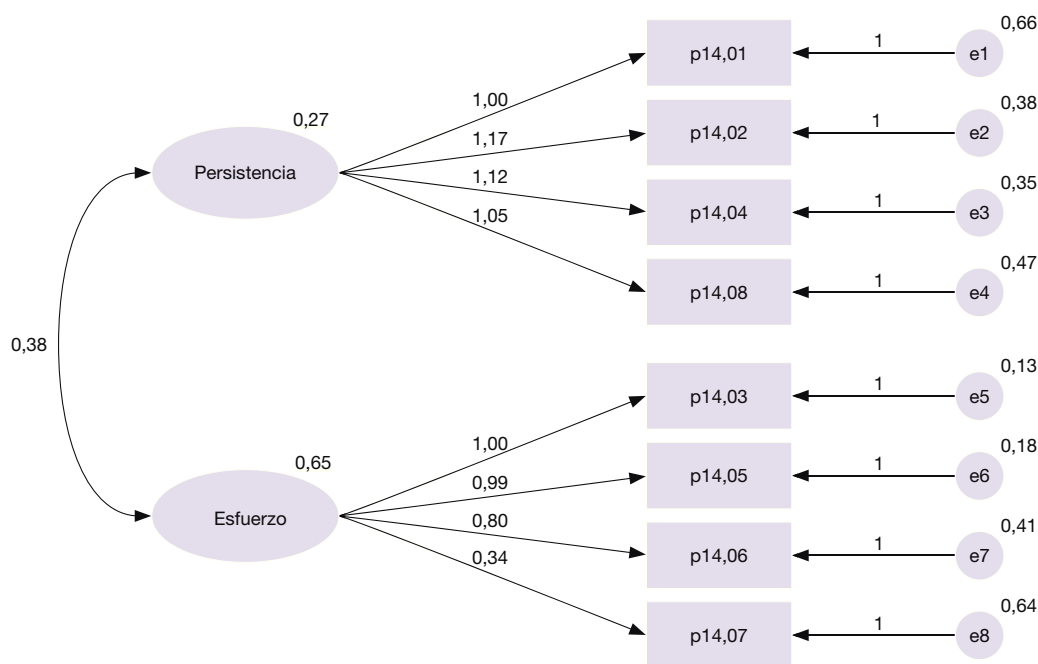 0,66
p14,01
1
e1
1,00
0,38
0,27
p14,02
1
e2
1,17
Persistencia
1,12
0,35
p14,04
1
e3
1,05
0,47
p14,08
1
e4
0,38
0,13
p14,03
1
e5
1,00
0,65
0,18
0,99
p14,05
1
e6
Esfuerzo
0,80
0,41
p14,06
1
e7
0,34
0,64
p14,07
1
e8